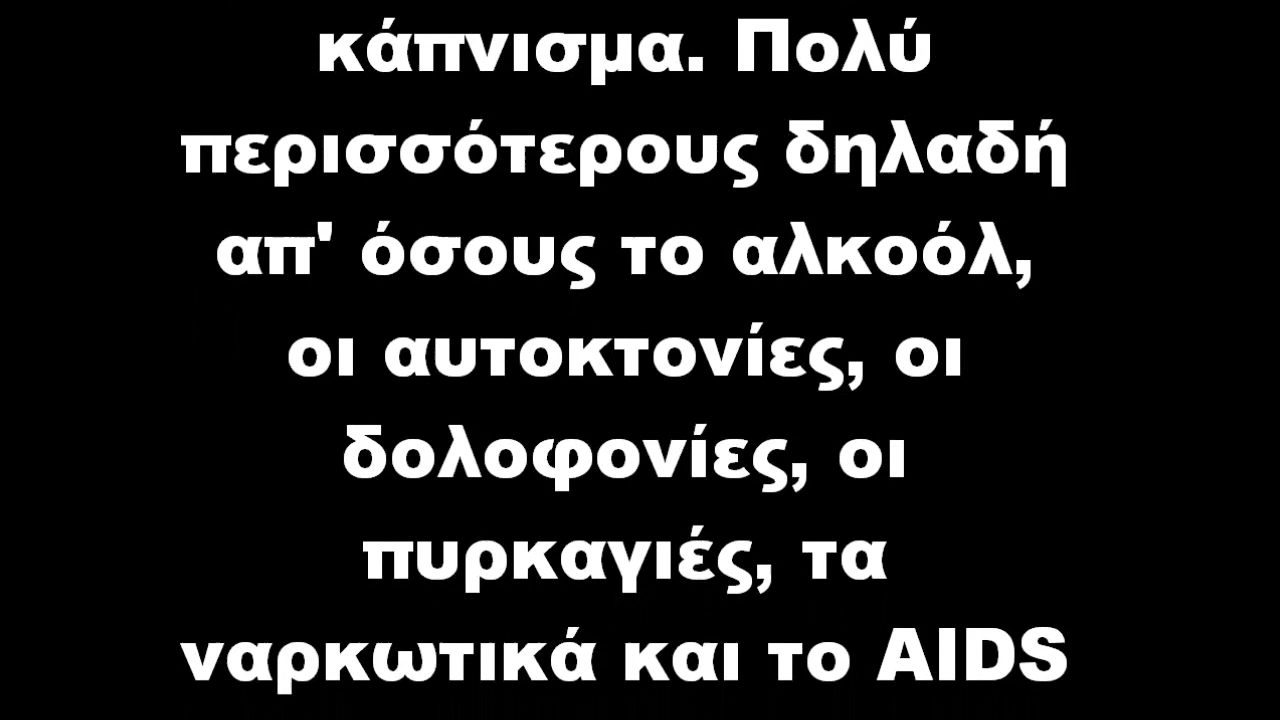 κάπνισμα. Πολύ
περισσότερους δηλαδή
απ' όσους το αλκοόλ,
οι αυτοκτονίες, οι
δολοφονίες, οι
πυρκαγιές, τα
ναρκωτικά και το AIDS